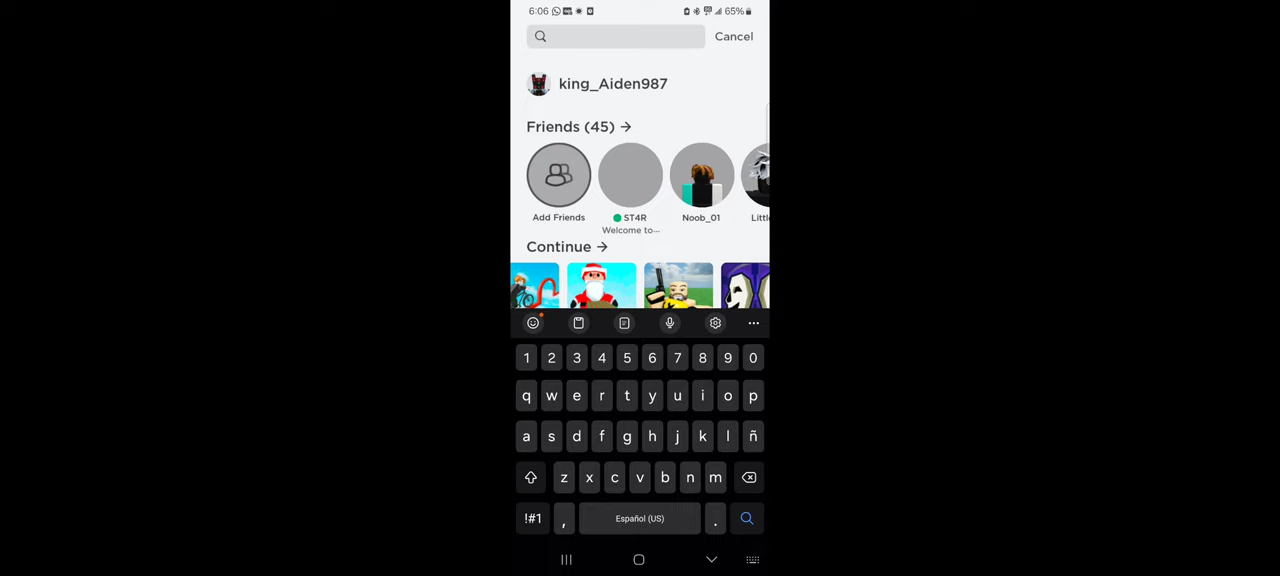 6:06 65%
Cancel
king_Aiden987
Friends (45) →
Add Friends ST4R Noob_01 Littl
Welcome to...
Continue →
1 2 3 4 5 6 7 8 9 0
q w e r t y u i o p
a s d f g h j k l ñ
z x c v b n m
!#1 , Español (US) .